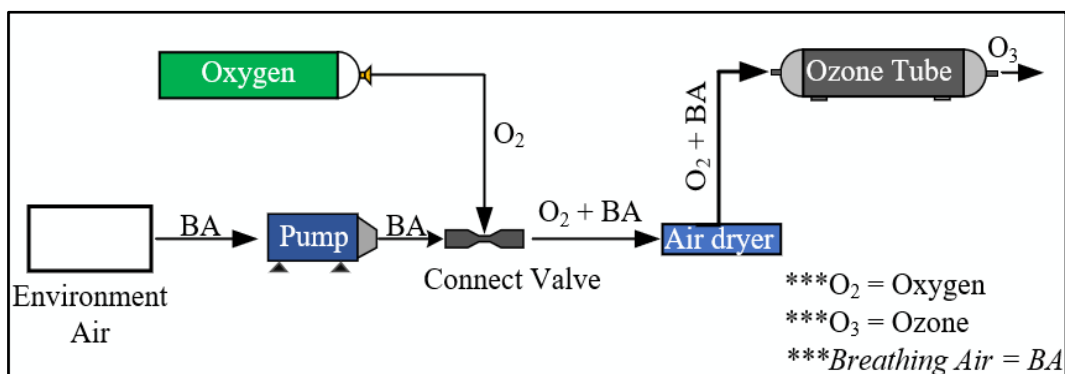 Oxygen
Ozone Tube
O₃
O₂
O₂ + BA
BA
Pump
BA
O₂ + BA
Air dryer
Connect Valve
Environment
Air
***O₂ = Oxygen
***O₃ = Ozone
***Breathing Air = BA